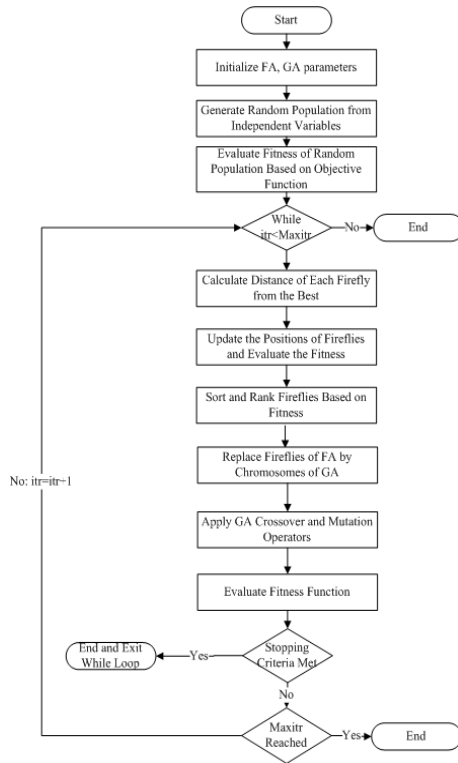 Start
Initialize FA, GA parameters
Generate Random Population from
Independent Variables
Evaluate Fitness of Random
Population Based on Objective
Function
While
itr<Maxitr
No
End
Calculate Distance of Each Firefly
from the Best
Update the Positions of Fireflies
and Evaluate the Fitness
Sort and Rank Fireflies Based on
Fitness
Replace Fireflies of FA by
Chromosomes of GA
No: itr=itr+1
Apply GA Crossover and Mutation
Operators
Evaluate Fitness Function
Stopping
Criteria Met
Yes
End and Exit
While Loop
No
Maxitr
Reached
Yes
End